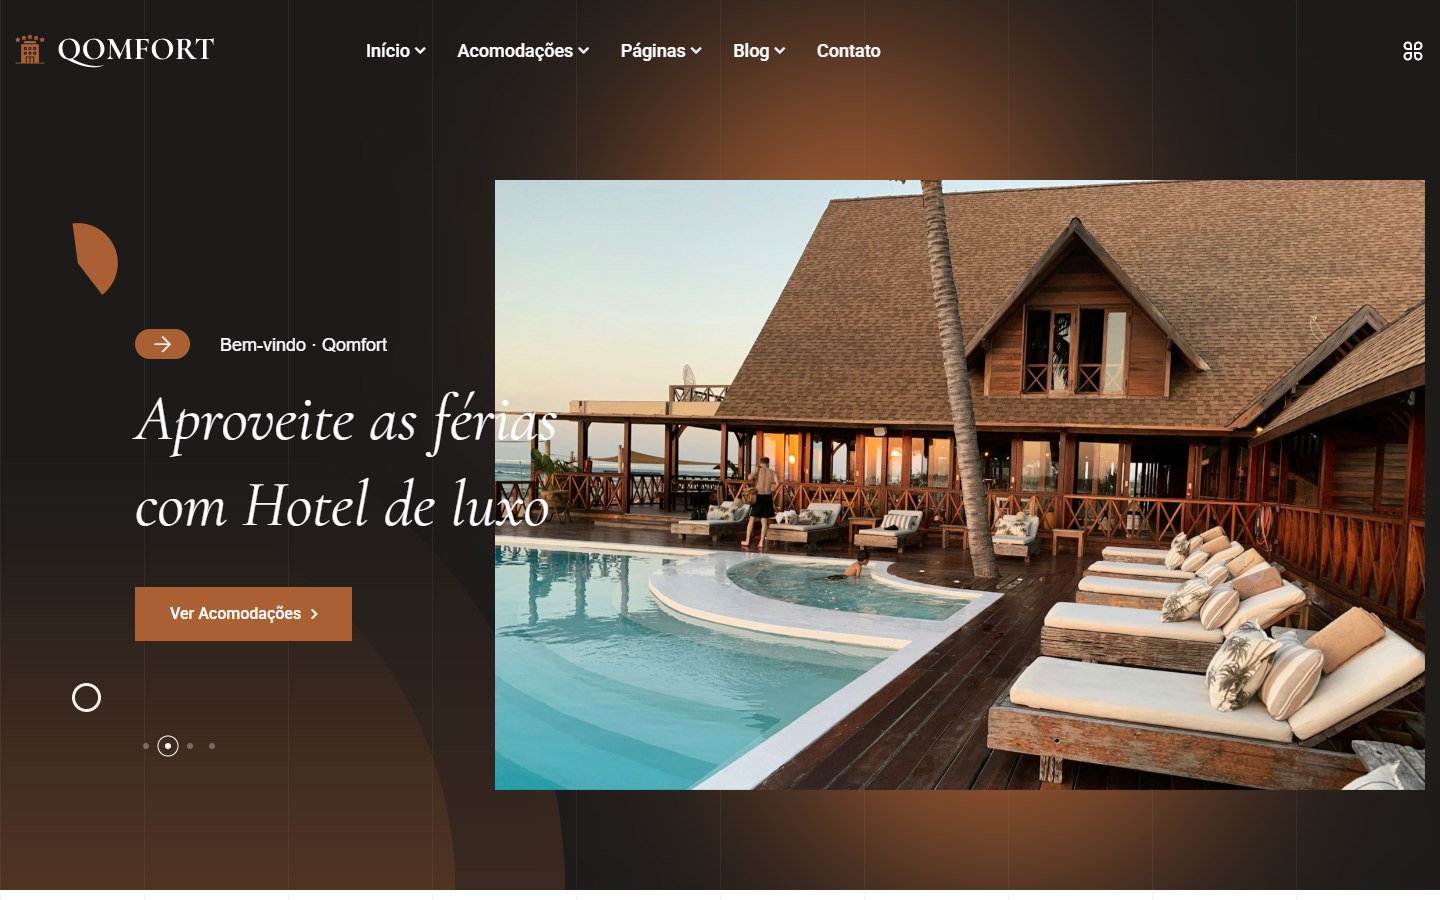 QOMFORT
Início
Acomodações
Páginas
Blog
Contato
Bem-vindo · Qomfort
Aproveite as férias
com Hotel de luxo
Ver Acomodações